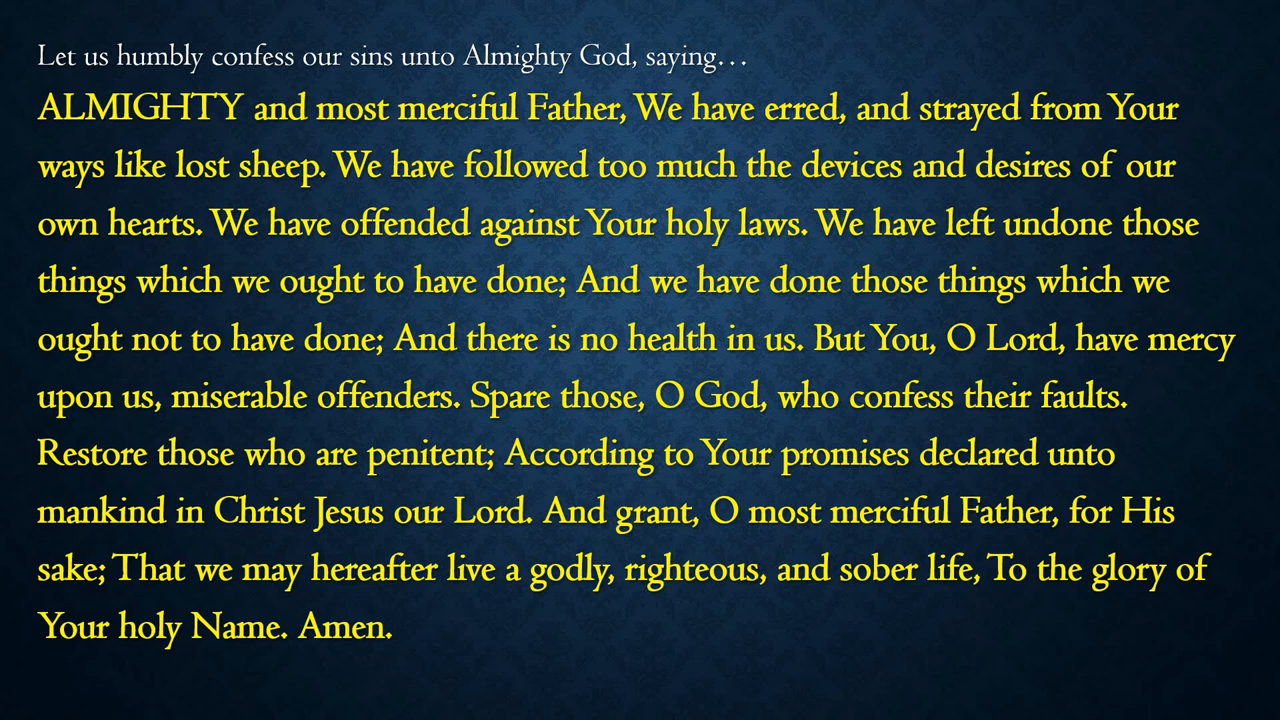 Let us humbly confess our sins unto Almighty God, saying…
ALMIGHTY and most merciful Father, We have erred, and strayed from Your
ways like lost sheep. We have followed too much the devices and desires of our
own hearts. We have offended against Your holy laws. We have left undone those
things which we ought to have done; And we have done those things which we
ought not to have done; And there is no health in us. But You, O Lord, have mercy
upon us, miserable offenders. Spare those, O God, who confess their faults.
Restore those who are penitent; According to Your promises declared unto
mankind in Christ Jesus our Lord. And grant, O most merciful Father, for His
sake; That we may hereafter live a godly, righteous, and sober life, To the glory of
Your holy Name. Amen.